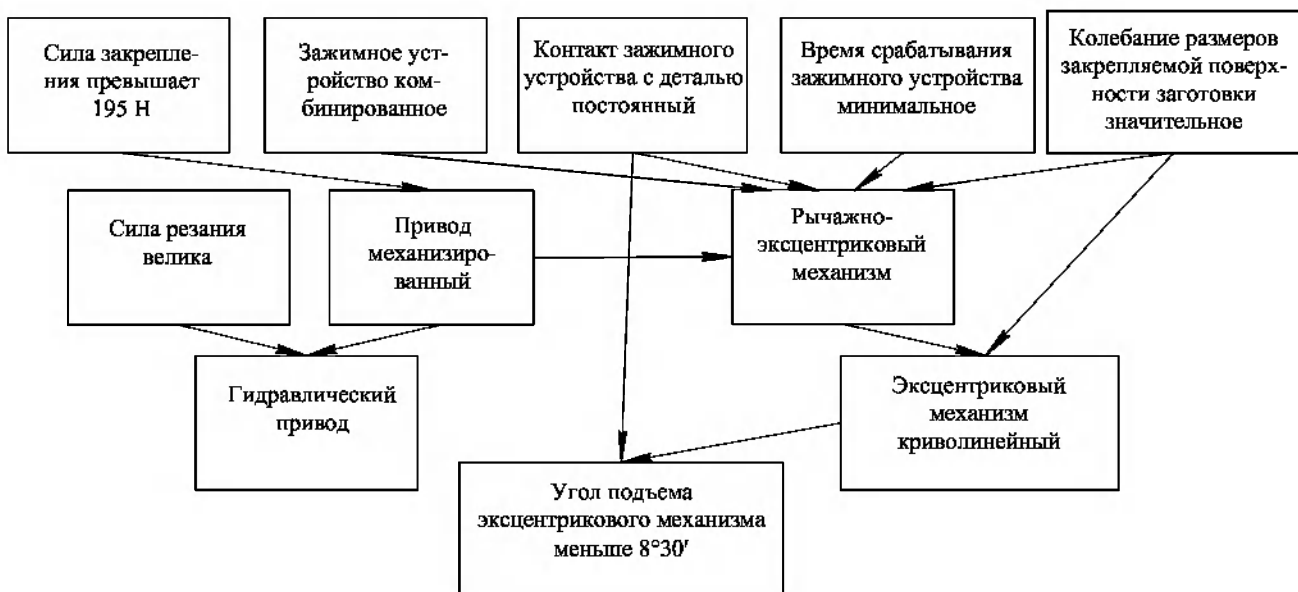 Сила закрепле-
ния превышает
195 Н
Зажимное уст-
ройство ком-
бинированное
Контакт зажимного
устройства с деталью
постоянный
Время срабатывания
зажимного устройства
минимальное
Колебание размеров
закрепляемой поверх-
ности заготовки
значительное
Сила резания
велика
Привод
механизиро-
ванный
Рычажно-
эксцентриковый
механизм
Гидравлический
привод
Эксцентриковый
механизм
криволинейный
Угол подъема
эксцентрикового механизма
меньше 8°30′